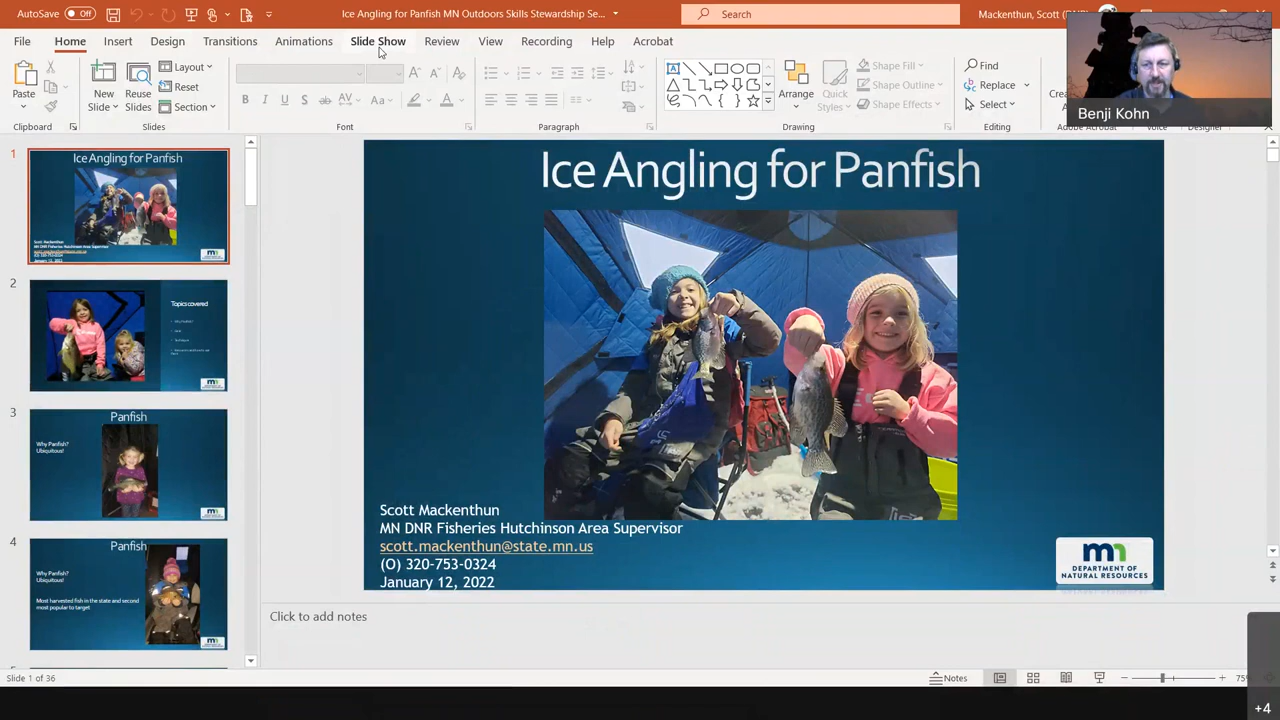 AutoSave Off
Ice Angling for Panfish MN Outdoors Skills Stewardship Se...
Search
Mackenthun, Scott
File Home Insert Design Transitions Animations Slide Show Review View Recording Help Acrobat
Paste
New Slide
Reuse Slides
Layout
Reset
Section
Shape Fill
Shape Outline
Shape Effects
Arrange
Quick Styles
Find
Replace
Select
Benji Kohn
Clipboard Slides Font Paragraph Drawing Editing
1
Ice Angling for Panfish
2
Topics covered
3
Panfish
Why Panfish?
Ubiquitous!
4
Panfish
Why Panfish?
Ubiquitous!
Most harvested fish in the state and second
most popular to target
Ice Angling for Panfish
Scott Mackenthun
MN DNR Fisheries Hutchinson Area Supervisor
scott.mackenthun@state.mn.us
(O) 320-753-0324
January 12, 2022
DEPARTMENT OF
NATURAL RESOURCES
Click to add notes
Slide 1 of 36
Notes
75%
+4